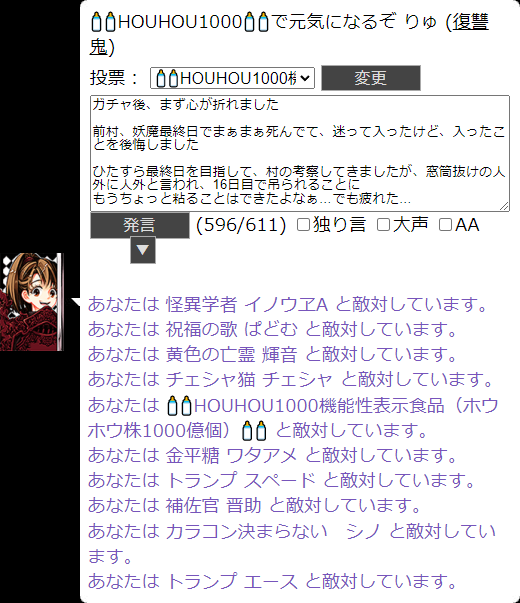 🍼🍼HOUHOU1000🍼🍼で元気になるぞ りゅ (復讐
鬼)
投票： 🍼🍼HOUHOU1000機 変更
ガチャ後、まず心が折れました
前村、妖魔最終日でまぁまぁ死んでて、迷って入ったけど、入ったこ
とを後悔しました
ひたすら最終日を目指して、村の考察してきましたが、窓筒抜けの人
外に人外と言われ、16日目で吊られることに
もうちょっと粘ることはできたよなぁ…でも疲れた…
発言 (596/611) 独り言 大声 AA
▼
あなたは 怪異学者 イノウヱA と敵対しています。
あなたは 祝福の歌 ぱどむ と敵対しています。
あなたは 黄色の亡霊 輝音 と敵対しています。
あなたは チェシャ猫 チェシャ と敵対しています。
あなたは 🍼🍼HOUHOU1000機能性表示食品（ホウ
ホウ株1000億個）🍼🍼 と敵対しています。
あなたは 金平糖 ワタアメ と敵対しています。
あなたは トランプ スペード と敵対しています。
あなたは 補佐官 晋助 と敵対しています。
あなたは カラコン決まらない　シノ と敵対してい
ます。
あなたは トランプ エース と敵対しています。